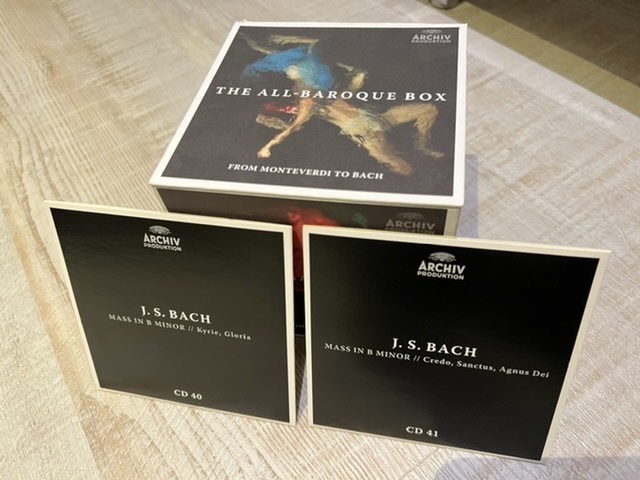 ARCHIV
PRODUKTION
THE ALL-BAROQUE BOX
FROM MONTEVERDI TO BACH
ARCHIV
PRODUKTION
ARCHIV
PRODUKTION
J. S. BACH
MASS IN B MINOR // Kyrie, Gloria
CD 40
ARCHIV
PRODUKTION
J. S. BACH
MASS IN B MINOR // Credo, Sanctus, Agnus Dei
CD 41